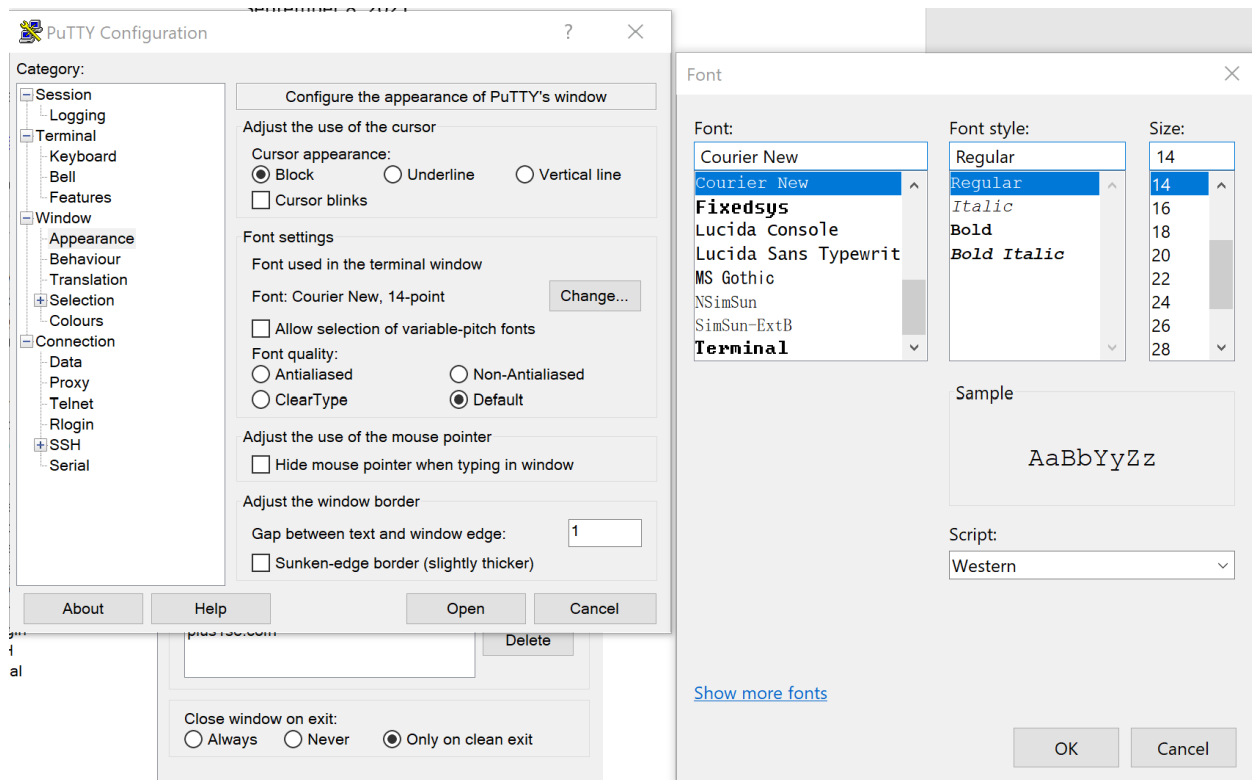 September 8, 2021
PuTTY Configuration
?
Category:
Session
Logging
Terminal
Keyboard
Bell
Features
Window
Appearance
Behaviour
Translation
Selection
Colours
Connection
Data
Proxy
Telnet
Rlogin
SSH
Serial
Configure the appearance of PuTTY's window
Adjust the use of the cursor
Cursor appearance:
Block Underline Vertical line
Cursor blinks
Font settings
Font used in the terminal window
Font: Courier New, 14-point Change...
Allow selection of variable-pitch fonts
Font quality:
Antialiased Non-Antialiased
ClearType Default
Adjust the use of the mouse pointer
Hide mouse pointer when typing in window
Adjust the window border
Gap between text and window edge: 1
Sunken-edge border (slightly thicker)
About Help Open Cancel
Delete
al
Close window on exit:
Always Never Only on clean exit
Font
Font:
Courier New
Courier New
Fixedsys
Lucida Console
Lucida Sans Typewrit
MS Gothic
NSimSun
SimSun-ExtB
Terminal
Font style:
Regular
Regular
Italic
Bold
Bold Italic
Size:
14
14
16
18
20
22
24
26
28
Sample
AaBbYyZz
Script:
Western
Show more fonts
OK Cancel